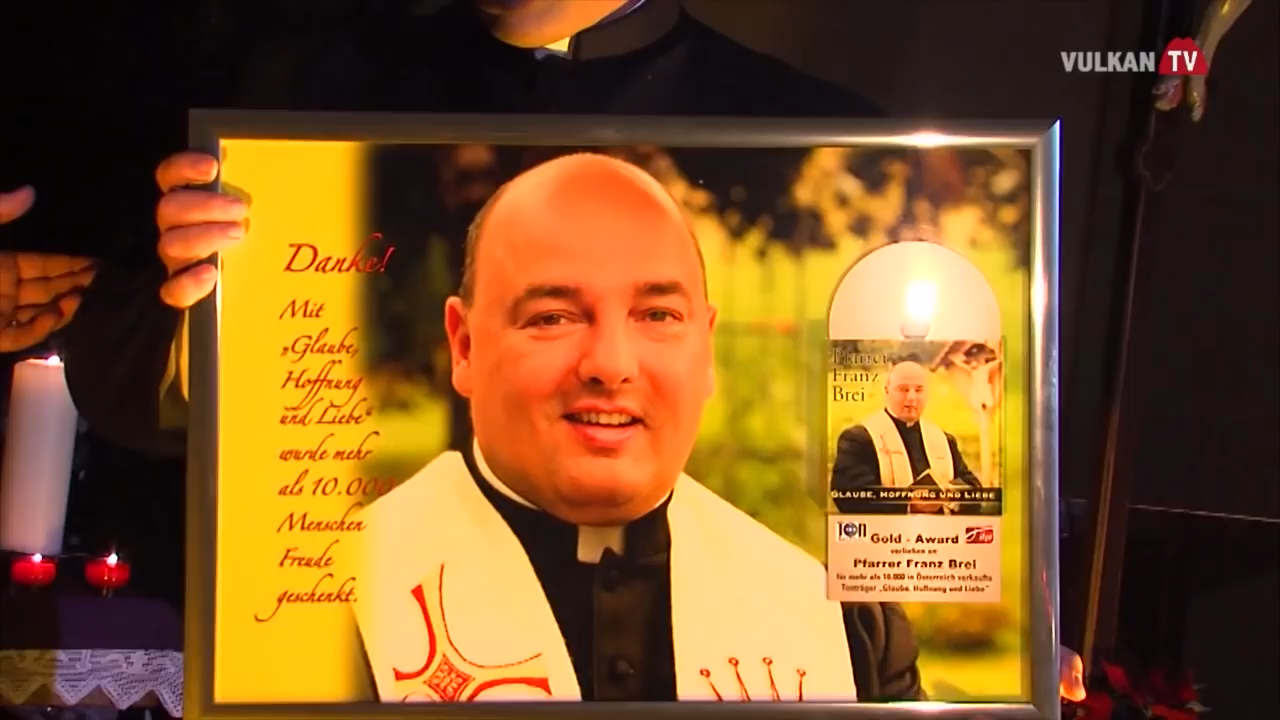 VULKAN TV
Danke!
Mit
„Glaube,
Hoffnung
und Liebe“
wurde mehr
als 10.000
Menschen
Freude
geschenkt.
Pfarrer
Franz
Brei
GLAUBE, HOFFNUNG UND LIEBE
Gold - Award
verliehen an
Pfarrer Franz Brei
für mehr als 10.000 in Österreich verkaufte
Tonträger „Glaube, Hoffnung und Liebe“